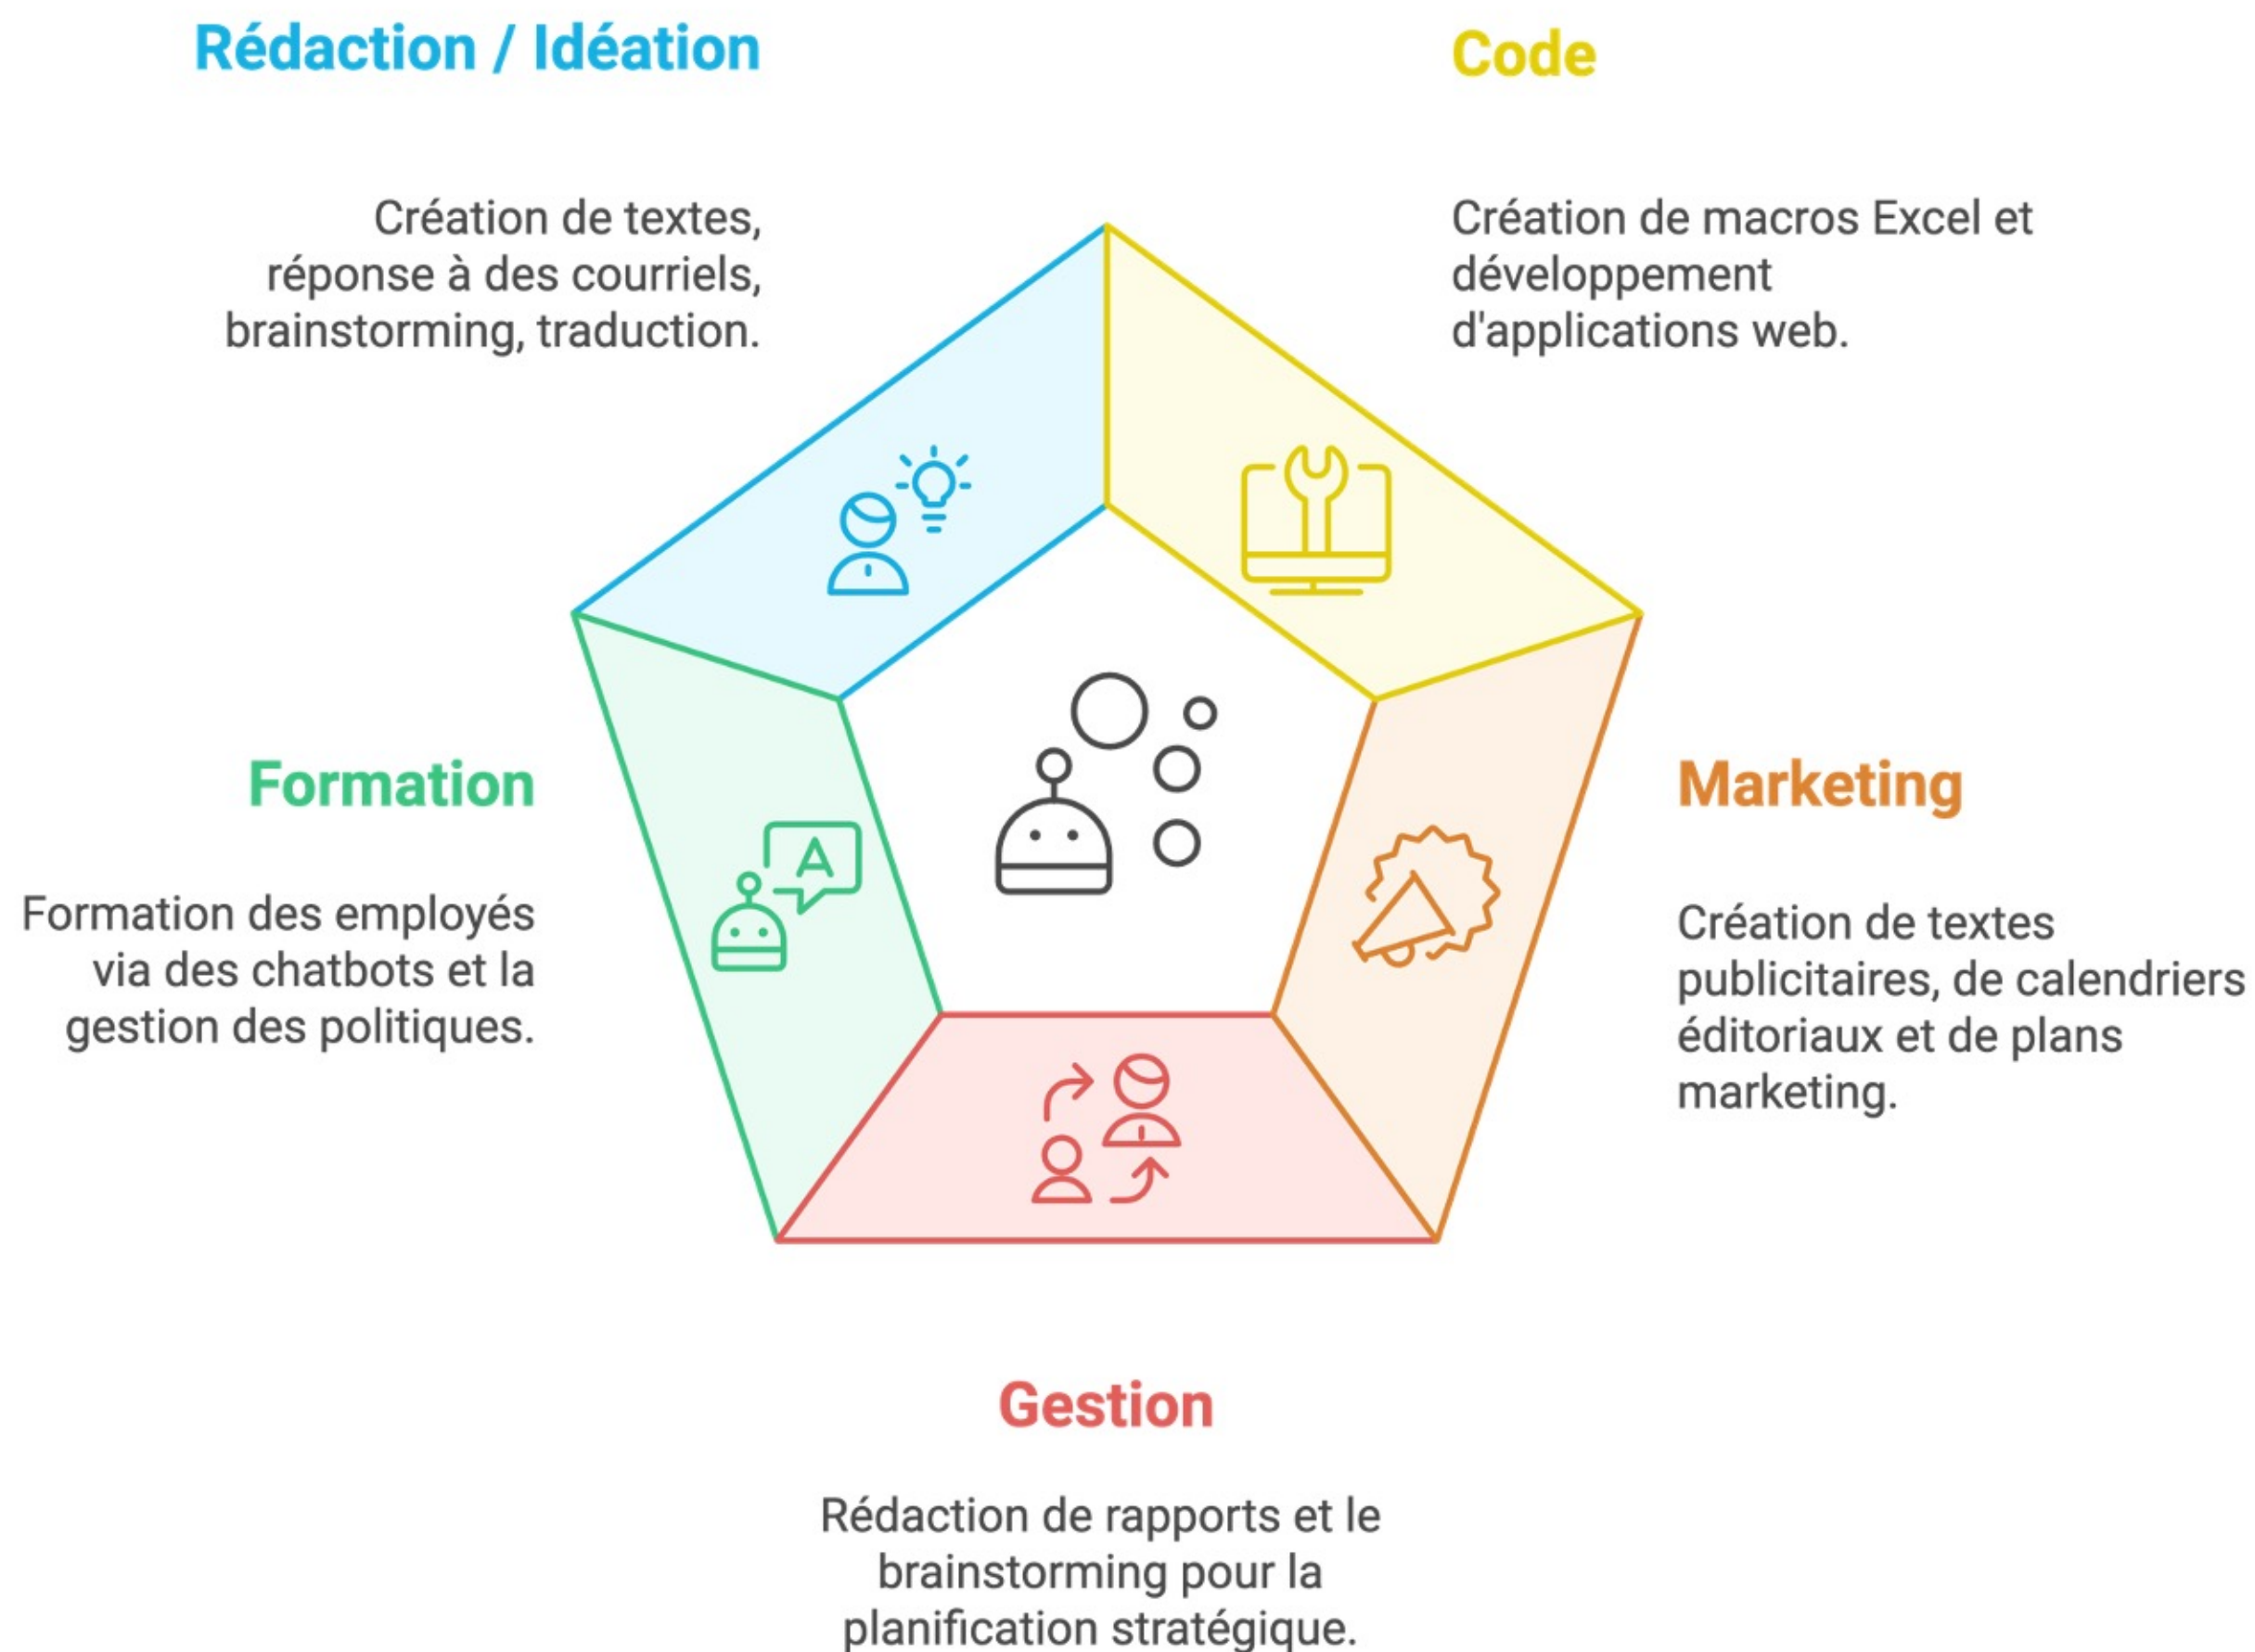 Rédaction / Idéation
Création de textes,
réponse à des courriels,
brainstorming, traduction.
Code
Création de macros Excel et
développement
d'applications web.
Formation
Formation des employés
via des chatbots et la
gestion des politiques.
A
Marketing
Création de textes
publicitaires, de calendriers
éditoriaux et de plans
marketing.
Gestion
Rédaction de rapports et le
brainstorming pour la
planification stratégique.